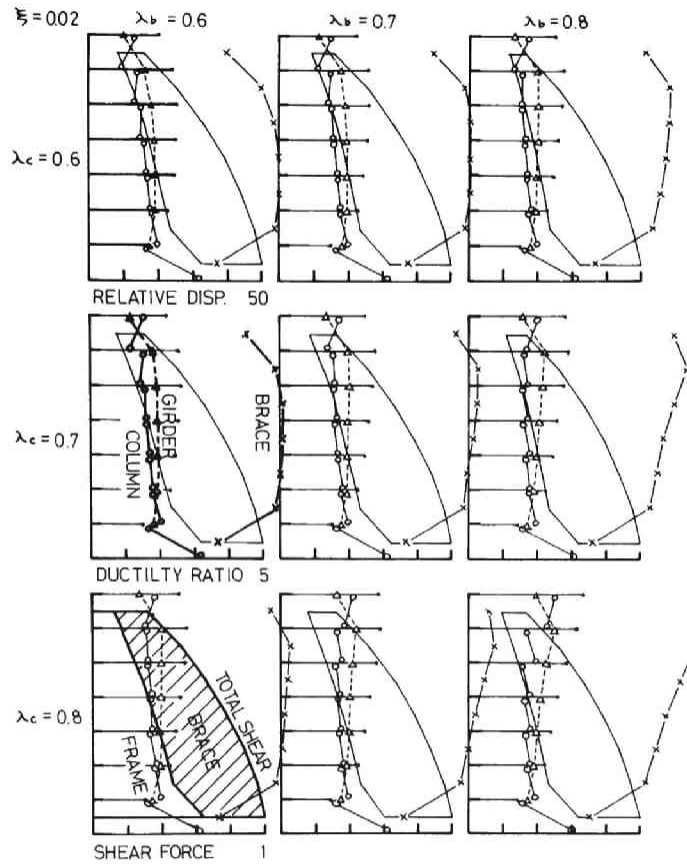 ξ = 0.02 λb = 0.6 λb = 0.7 λb = 0.8
λc = 0.6
RELATIVE DISP. 50
λc = 0.7
COLUMN
GIRDER
BRACE
DUCTILTY RATIO 5
λc = 0.8
FRAME
BRACE
TOTAL SHEAR
SHEAR FORCE 1